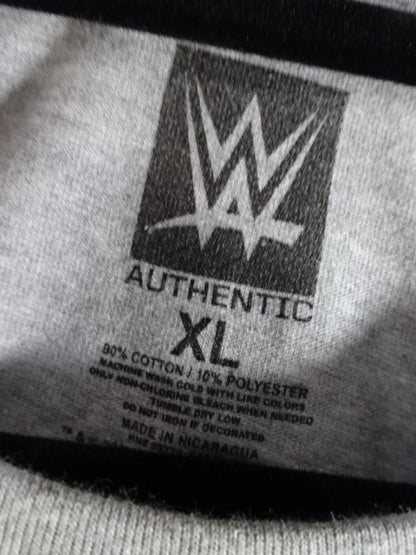 AUTHENTIC
XL
90% COTTON / 10% POLYESTER
MACHINE WASH COLD WITH LIKE COLORS
ONLY NON-CHLORINE BLEACH WHEN NEEDED
TUMBLE DRY LOW
DO NOT IRON IF DECORATED
MADE IN NICARAGUA